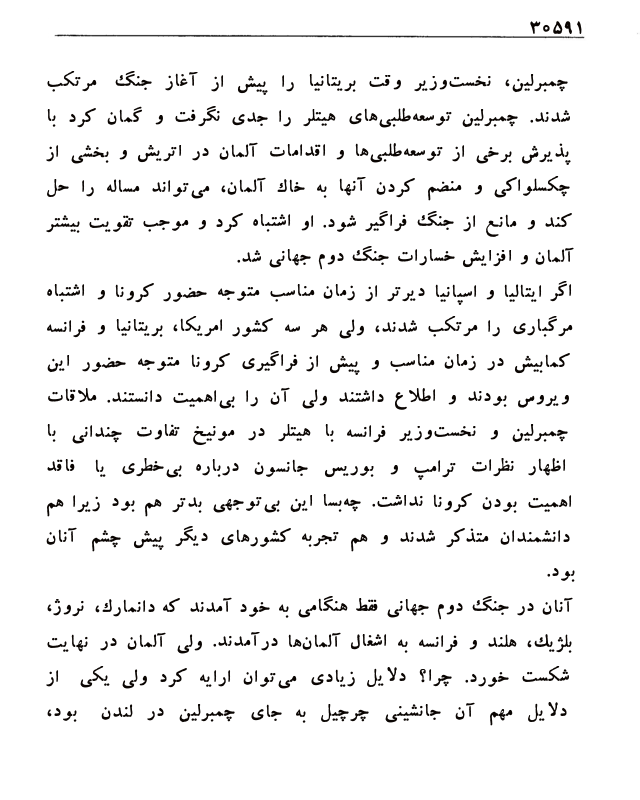 ۳۰۵۹۱
چمبرلین، نخست‌وزیر وقت بریتانیا را پیش از آغاز جنگ مرتکب
شدند. چمبرلین توسعه‌طلبی‌های هیتلر را جدی نگرفت و گمان کرد با
پذیرش برخی از توسعه‌طلبی‌ها و اقدامات آلمان در اتریش و بخشی از
چکسلواکی و منضم کردن آنها به خاک آلمان، می‌تواند مساله را حل
کند و مانع از جنگ فراگیر شود. او اشتباه کرد و موجب تقویت بیشتر
آلمان و افزایش خسارات جنگ دوم جهانی شد.
اگر ایتالیا و اسپانیا دیرتر از زمان مناسب متوجه حضور کرونا و اشتباه
مرگباری را مرتکب شدند، ولی هر سه کشور امریکا، بریتانیا و فرانسه
کمابیش در زمان مناسب و پیش از فراگیری کرونا متوجه حضور این
ویروس بودند و اطلاع داشتند ولی آن را بی‌اهمیت دانستند. ملاقات
چمبرلین و نخست‌وزیر فرانسه با هیتلر در مونیخ تفاوت چندانی با
اظهار نظرات ترامپ و بوریس جانسون درباره بی‌خطری یا فاقد
اهمیت بودن کرونا نداشت. چه‌بسا این بی‌توجهی بدتر هم بود زیرا هم
دانشمندان متذکر شدند و هم تجربه کشورهای دیگر پیش چشم آنان
بود.
آنان در جنگ دوم جهانی فقط هنگامی به خود آمدند که دانمارک، نروژ،
بلژیک، هلند و فرانسه به اشغال آلمان‌ها درآمدند. ولی آلمان در نهایت
شکست خورد. چرا؟ دلایل زیادی می‌توان ارایه کرد ولی یکی از
دلایل مهم آن جانشینی چرچیل به جای چمبرلین در لندن بود،